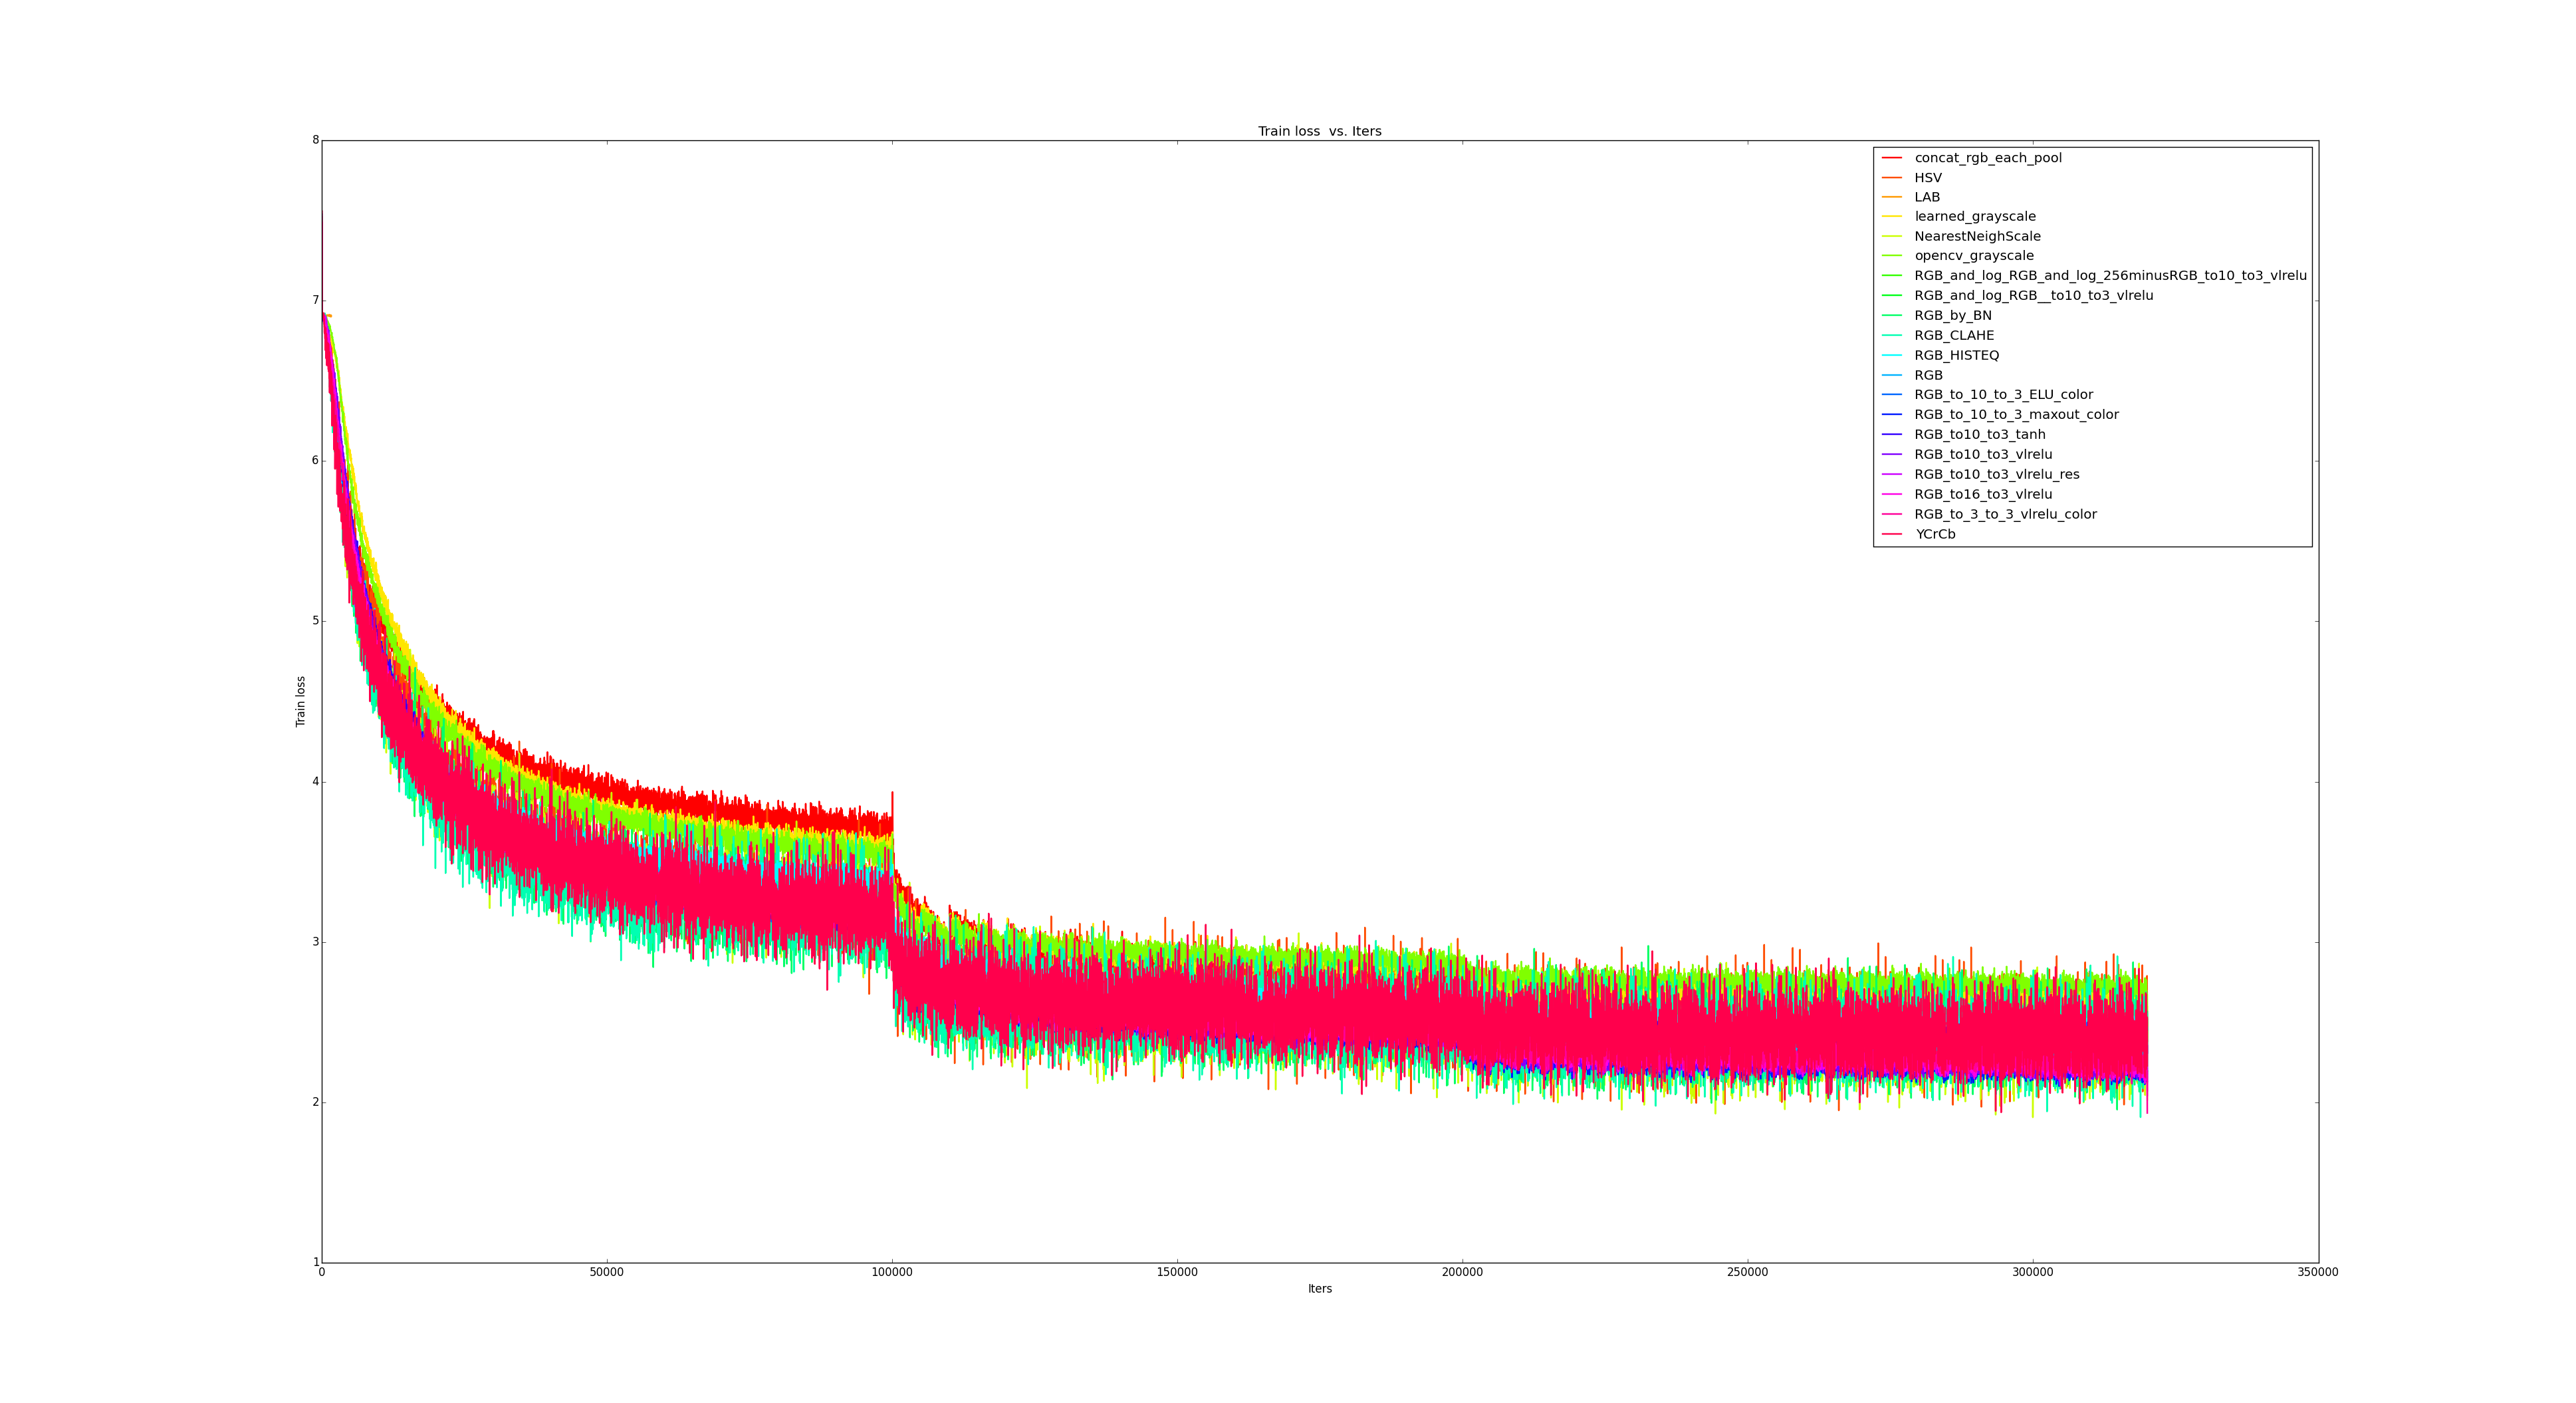 Train loss  vs. Iters
8
7
6
5
4
3
2
1
Train loss
0
50000
100000
150000
200000
250000
300000
350000
Iters
concat_rgb_each_pool
HSV
LAB
learned_grayscale
NearestNeighScale
opencv_grayscale
RGB_and_log_RGB_and_log_256minusRGB_to10_to3_vlrelu
RGB_and_log_RGB__to10_to3_vlrelu
RGB_by_BN
RGB_CLAHE
RGB_HISTEQ
RGB
RGB_to_10_to_3_ELU_color
RGB_to_10_to_3_maxout_color
RGB_to10_to3_tanh
RGB_to10_to3_vlrelu
RGB_to10_to3_vlrelu_res
RGB_to16_to3_vlrelu
RGB_to_3_to_3_vlrelu_color
YCrCb